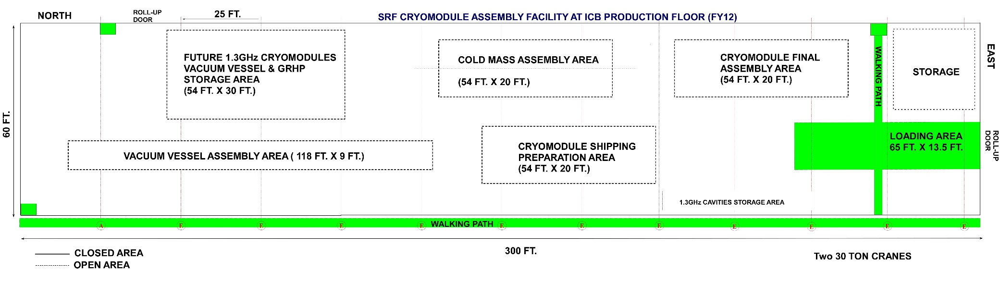 NORTH
ROLL-UP
DOOR
25 FT.
SRF CRYOMODULE ASSEMBLY FACILITY AT ICB PRODUCTION FLOOR (FY12)
FUTURE 1.3GHz CRYOMODULES
VACUUM VESSEL & GRHP
STORAGE AREA
(54 FT. X 30 FT.)
COLD MASS ASSEMBLY AREA
(54 FT. X 20 FT.)
CRYOMODULE FINAL
ASSEMBLY AREA
(54 FT. X 20 FT.)
WALKING PATH
STORAGE
EAST
60 FT.
VACUUM VESSEL ASSEMBLY AREA ( 118 FT. X 9 FT.)
CRYOMODULE SHIPPING
PREPARATION AREA
(54 FT. X 20 FT.)
LOADING AREA
65 FT. X 13.5 FT.
ROLL-UP
DOOR
1.3GHz CAVITIES STORAGE AREA
A E E E E WALKING PATH E E E E E E E
300 FT.
CLOSED AREA
OPEN AREA
Two 30 TON CRANES